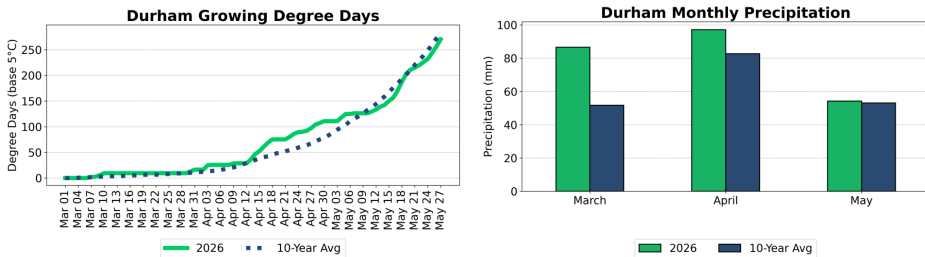 Durham Growing Degree Days
Degree Days (base 5°C)
250
200
150
100
50
0
Mar 01
Mar 04
Mar 07
Mar 10
Mar 13
Mar 16
Mar 19
Mar 22
Mar 25
Mar 28
Mar 31
Apr 03
Apr 06
Apr 09
Apr 12
Apr 15
Apr 18
Apr 21
Apr 24
Apr 27
Apr 30
May 03
May 06
May 09
May 12
May 15
May 18
May 21
May 24
May 27
2026 10-Year Avg
Durham Monthly Precipitation
Precipitation (mm)
100
80
60
40
20
0
March April May
2026 10-Year Avg